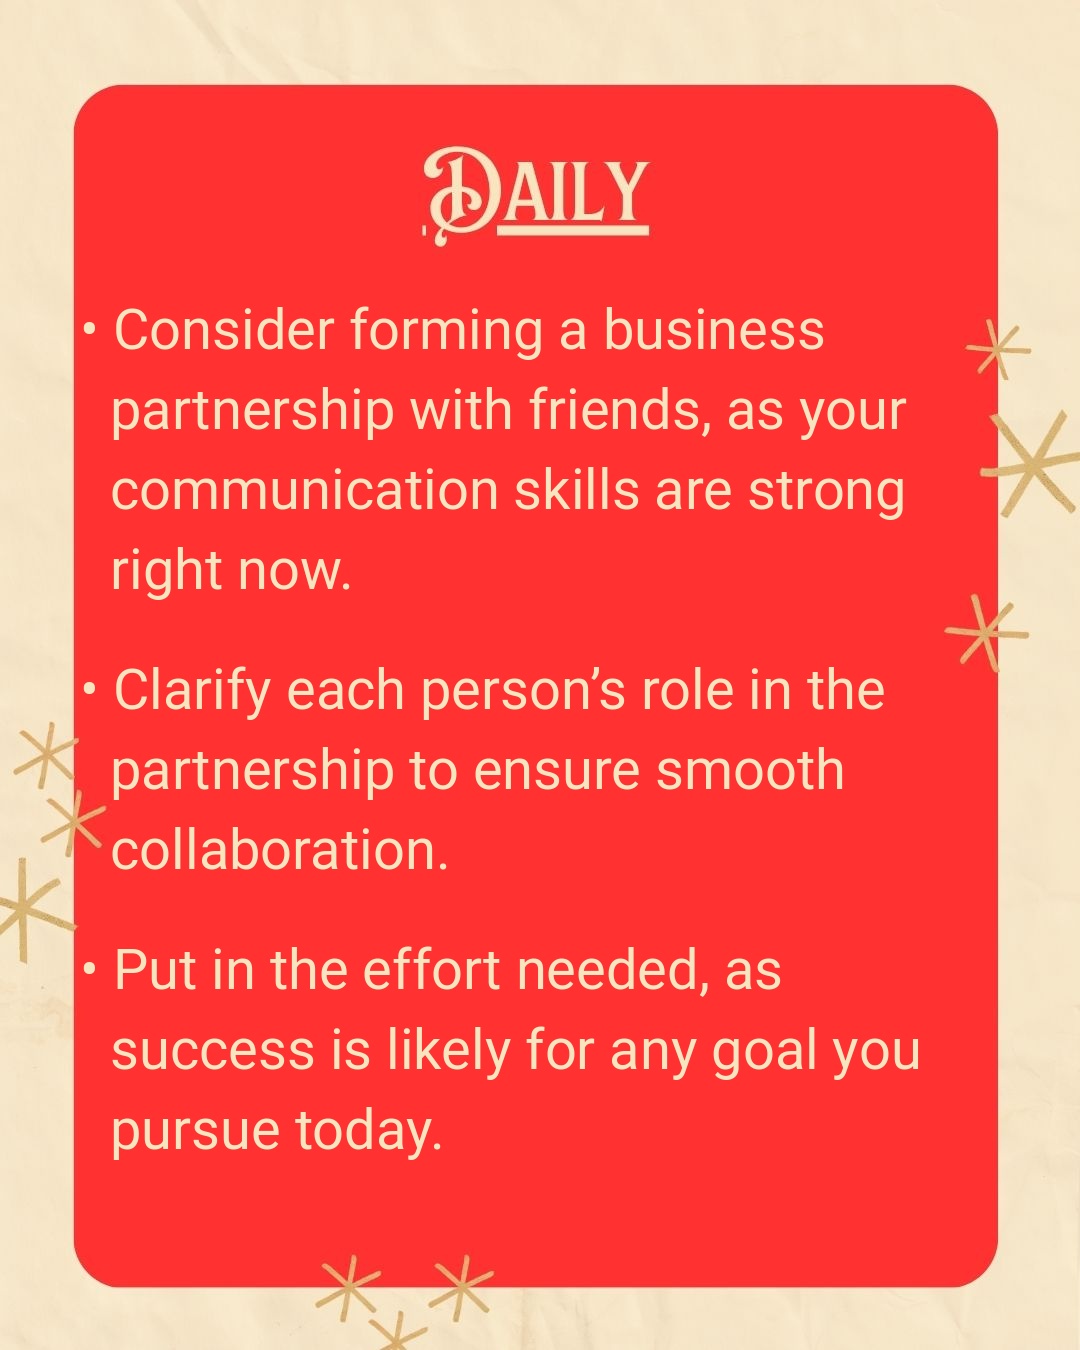 Daily
• Consider forming a business
partnership with friends, as your
communication skills are strong
right now.
• Clarify each person’s role in the
partnership to ensure smooth
collaboration.
• Put in the effort needed, as
success is likely for any goal you
pursue today.